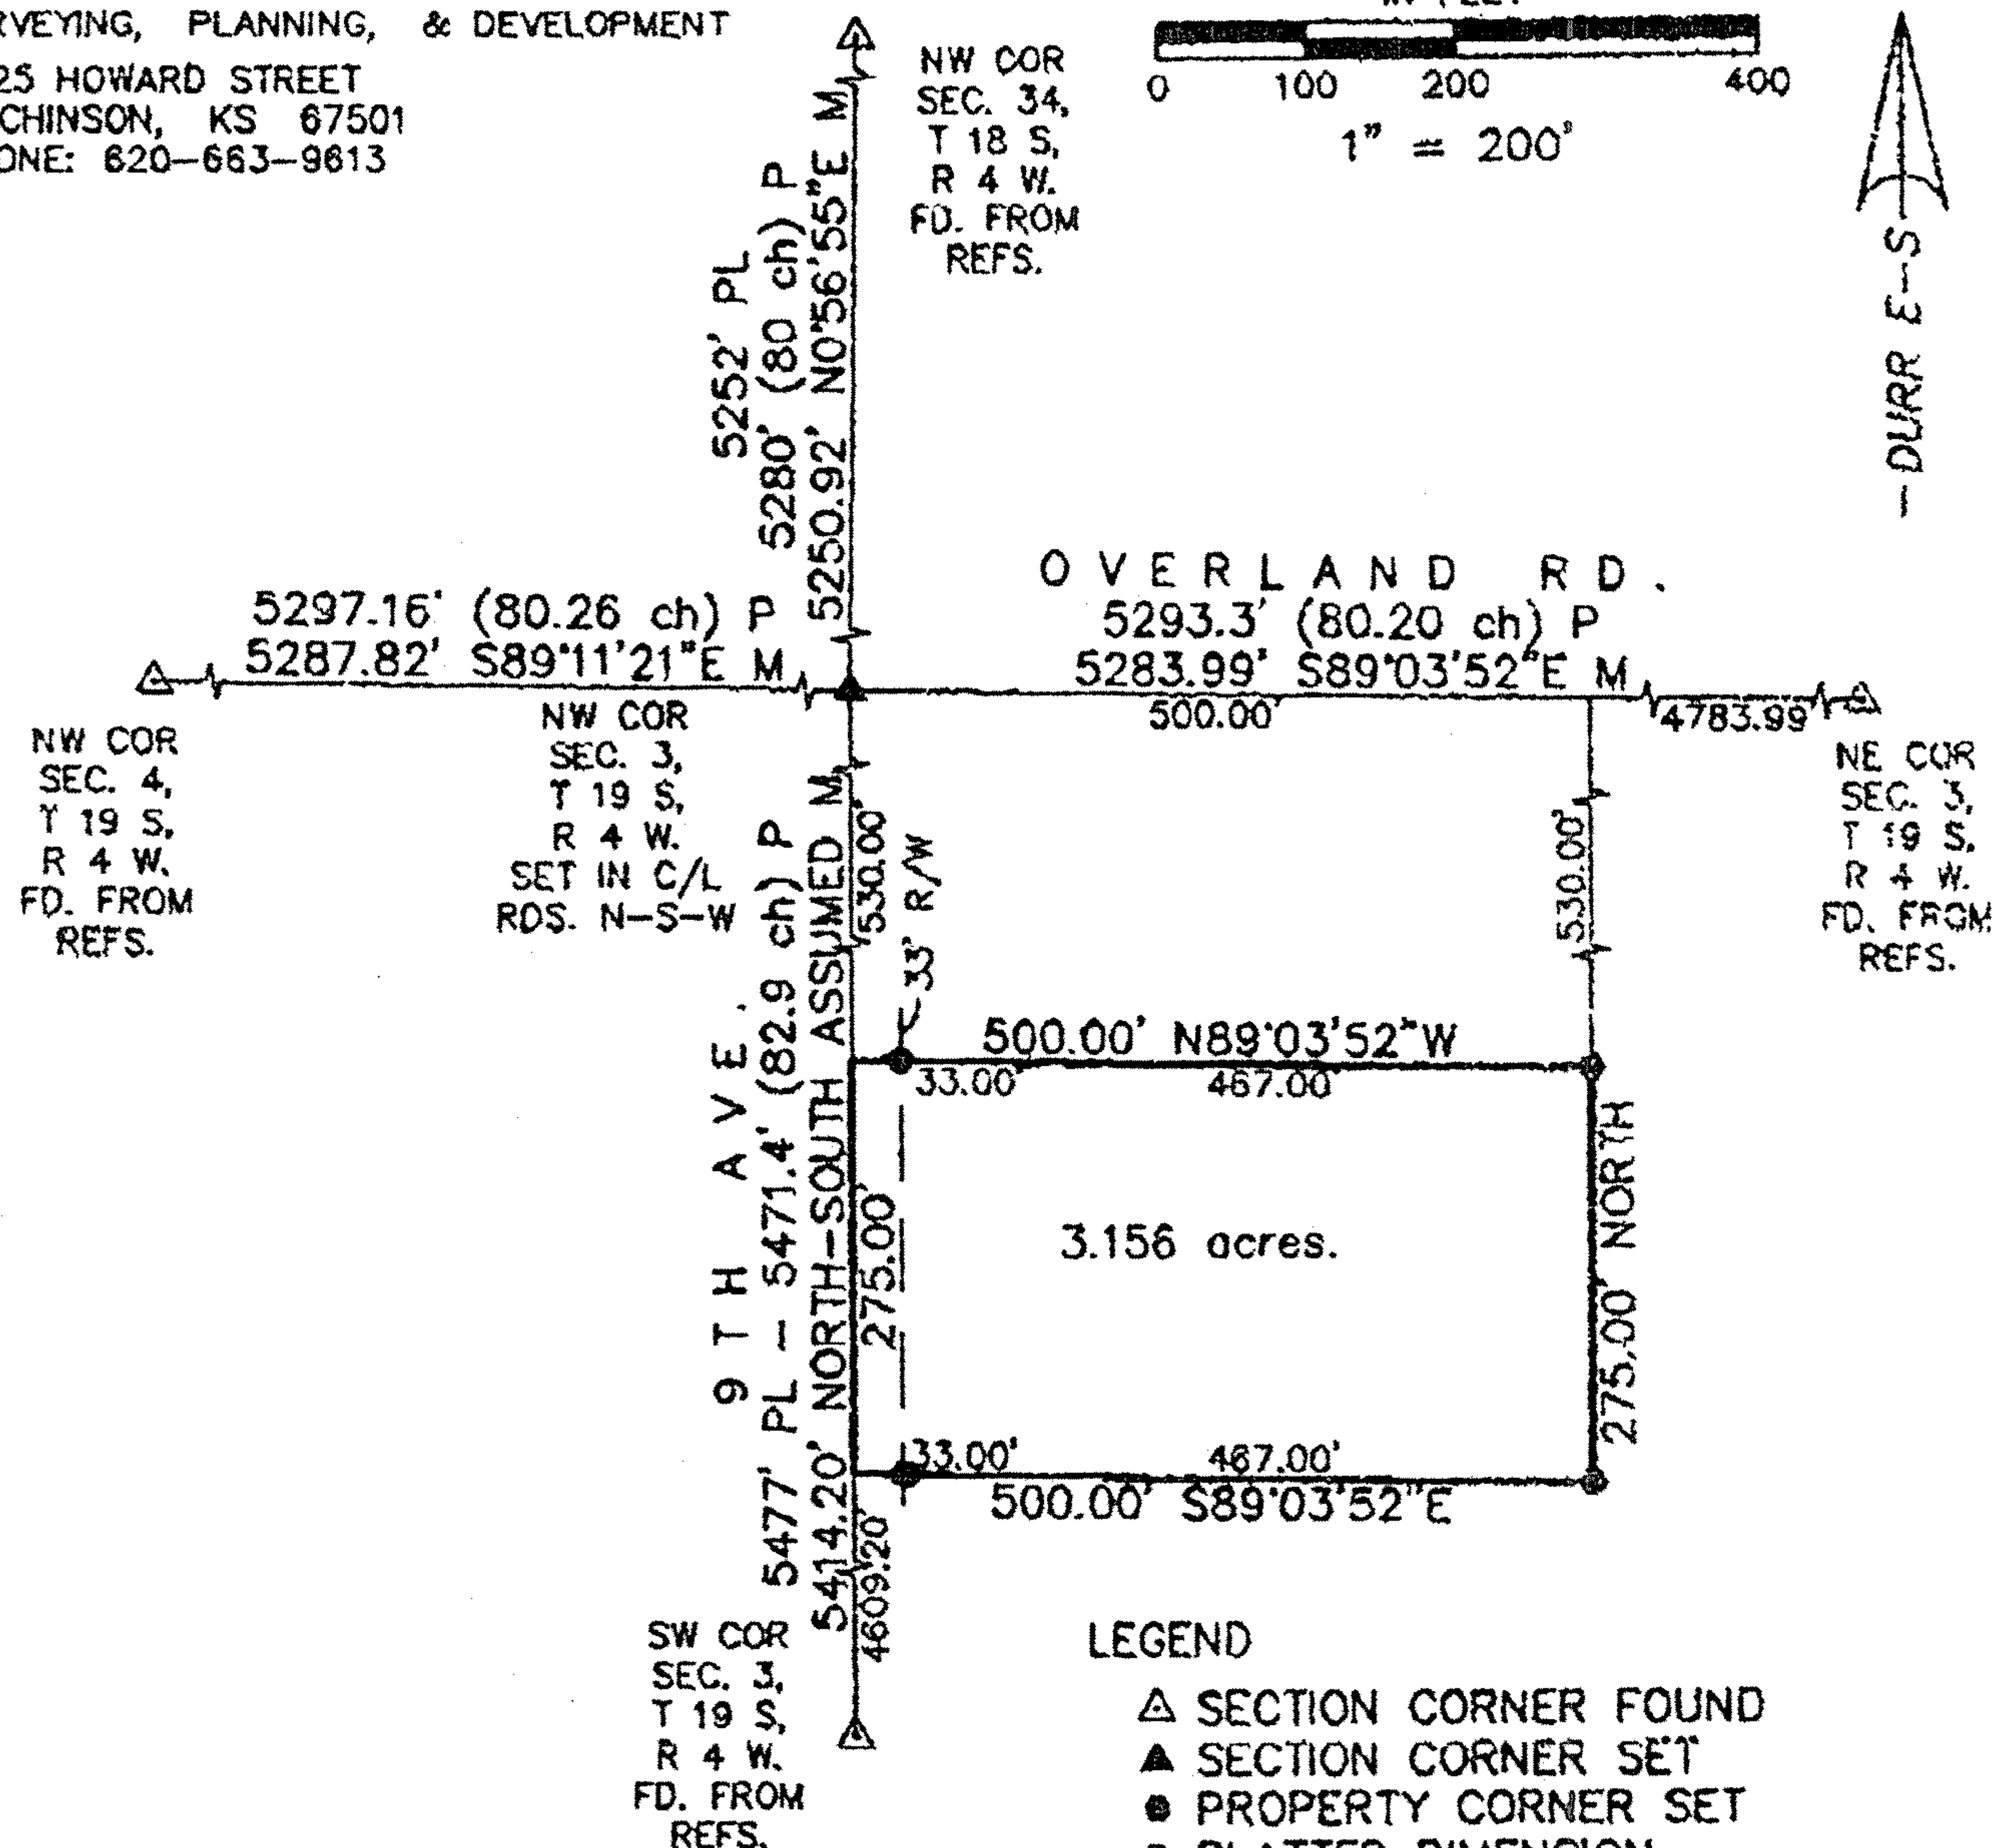 RVEYING, PLANNING, & DEVELOPMENT
25 HOWARD STREET
CHINSON, KS 67501
ONE: 620-663-9613
NW COR
SEC. 34,
T 18 S,
R 4 W.
FD. FROM
REFS.
0 100 200 400
1" = 200'
-DURR E-S
5252' PL
5280' (80 ch) P
5250.92' N0°56'55"E M
OVERLAND RD.
5297.16' (80.26 ch) P
5287.82' S89°11'21"E M
5293.3' (80.20 ch) P
5283.99' S89°03'52"E M
500.00'
4783.99'
NW COR
SEC. 4,
T 19 S,
R 4 W.
FD. FROM
REFS.
NW COR
SEC. 3,
T 19 S,
R 4 W.
SET IN C/L
RDS. N-S-W
NE COR
SEC. 3,
T 19 S,
R 4 W.
FD. FROM
REFS.
530.00'
33' R/W
530.00'
9TH AVE.
5477' PL - 5471.4' (82.9 ch) P
5414.20' NORTH-SOUTH ASSUMED M
500.00' N89°03'52"W
33.00' 467.00'
275.00'
3.156 acres.
275.00' NORTH
33.00' 467.00'
500.00' S89°03'52"E
4609.20'
SW COR
SEC. 3,
T 19 S,
R 4 W.
FD. FROM
REFS.
LEGEND
SECTION CORNER FOUND
SECTION CORNER SET
PROPERTY CORNER SET
PLATTED DIMENSION